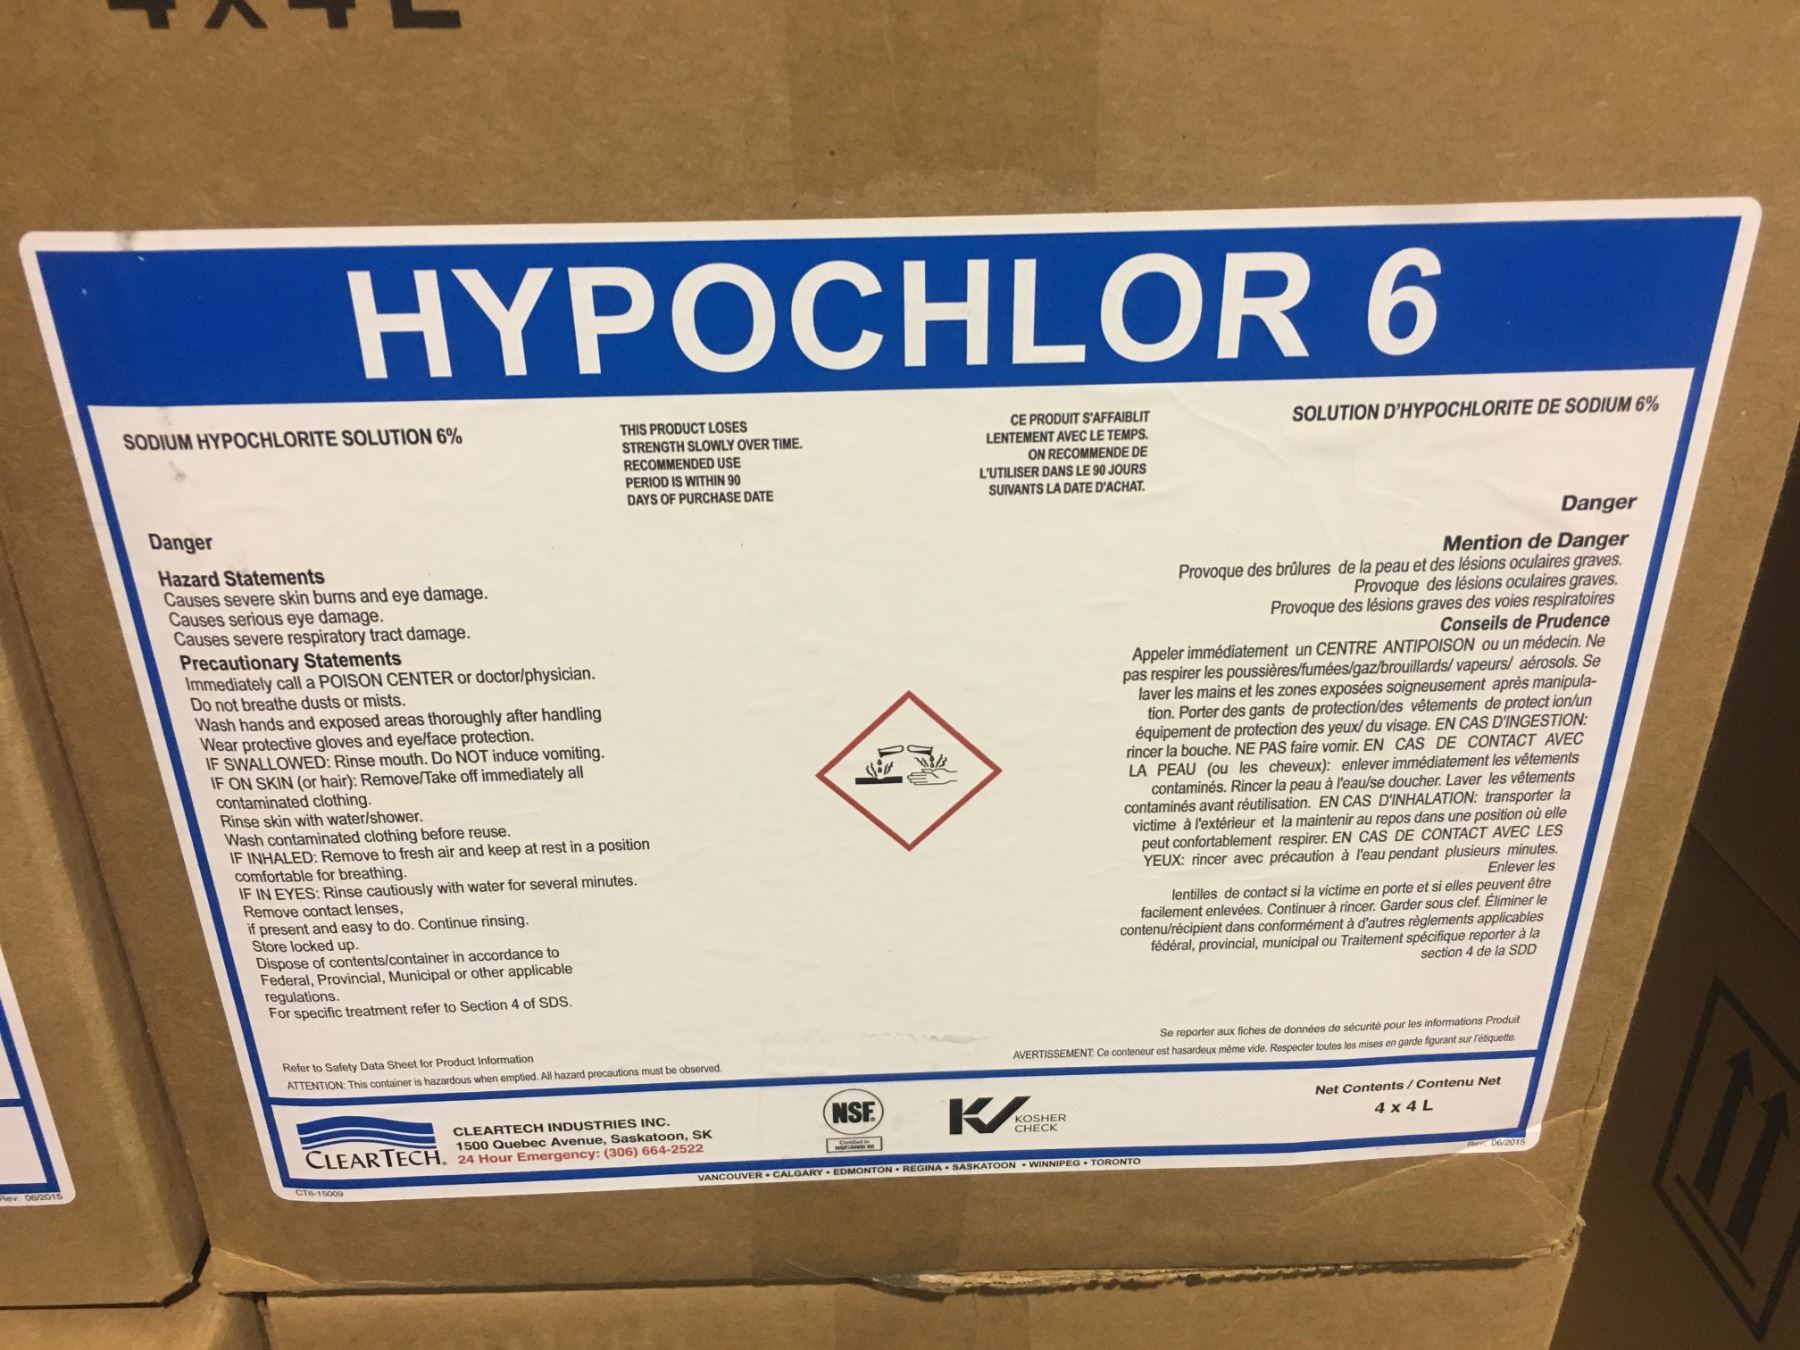 4X4L
HYPOCHLOR 6
SODIUM HYPOCHLORITE SOLUTION 6%
THIS PRODUCT LOSES
STRENGTH SLOWLY OVER TIME.
RECOMMENDED USE
PERIOD IS WITHIN 90
DAYS OF PURCHASE DATE
CE PRODUIT S'AFFAIBLIT
LENTEMENT AVEC LE TEMPS.
ON RECOMMENDE DE
L'UTILISER DANS LE 90 JOURS
SUIVANTS LA DATE D'ACHAT.
SOLUTION D'HYPOCHLORITE DE SODIUM 6%
Danger
Hazard Statements
Causes severe skin burns and eye damage.
Causes serious eye damage.
Causes severe respiratory tract damage.
Precautionary Statements
Immediately call a POISON CENTER or doctor/physician.
Do not breathe dusts or mists.
Wash hands and exposed areas thoroughly after handling
Wear protective gloves and eye/face protection.
IF SWALLOWED: Rinse mouth. Do NOT induce vomiting.
IF ON SKIN (or hair): Remove/Take off immediately all
contaminated clothing.
Rinse skin with water/shower.
Wash contaminated clothing before reuse.
IF INHALED: Remove to fresh air and keep at rest in a position
comfortable for breathing.
IF IN EYES: Rinse cautiously with water for several minutes.
Remove contact lenses,
if present and easy to do. Continue rinsing.
Store locked up.
Dispose of contents/container in accordance to
Federal, Provincial, Municipal or other applicable
regulations.
For specific treatment refer to Section 4 of SDS.
Refer to Safety Data Sheet for Product Information
ATTENTION: This container is hazardous when emptied. All hazard precautions must be observed.
Danger
Mention de Danger
Provoque des brûlures de la peau et des lésions oculaires graves.
Provoque des lésions oculaires graves.
Provoque des lésions graves des voies respiratoires
Conseils de Prudence
Appeler immédiatement un CENTRE ANTIPOISON ou un médecin. Ne
pas respirer les poussières/fumées/gaz/brouillards/ vapeurs/ aérosols. Se
laver les mains et les zones exposées soigneusement après manipula-
tion. Porter des gants de protection/des vêtements de protect ion/un
équipement de protection des yeux/ du visage. EN CAS D'INGESTION:
rincer la bouche. NE PAS faire vomir. EN CAS DE CONTACT AVEC
LA PEAU (ou les cheveux): enlever immédiatement les vêtements
contaminés. Rincer la peau à l'eau/se doucher. Laver les vêtements
contaminés avant réutilisation. EN CAS D'INHALATION: transporter la
victime à l'extérieur et la maintenir au repos dans une position où elle
peut confortablement respirer. EN CAS DE CONTACT AVEC LES
YEUX: rincer avec précaution à l'eau pendant plusieurs minutes.
Enlever les
lentilles de contact si la victime en porte et si elles peuvent être
facilement enlevées. Continuer à rincer. Garder sous clef. Éliminer le
contenu/récipient dans conformément à d'autres règlements applicables
fédéral, provincial, municipal ou Traitement spécifique reporter à la
section 4 de la SDD
Se reporter aux fiches de données de sécurité pour les informations Produit
AVERTISSEMENT: Ce conteneur est hasardeux même vide. Respecter toutes les mises en garde figurant sur l'étiquette.
CLEARTECH.
CLEARTECH INDUSTRIES INC.
1500 Quebec Avenue, Saskatoon, SK
24 Hour Emergency: (306) 664-2522
NSF.
Certified to
KOSHER
CHECK
Net Contents / Contenu Net
4 x 4 L
Rev. 06/2015
VANCOUVER • CALGARY • EDMONTON • REGINA • SASKATOON • WINNIPEG • TORONTO
CT6-15009
Rev. 06/2015